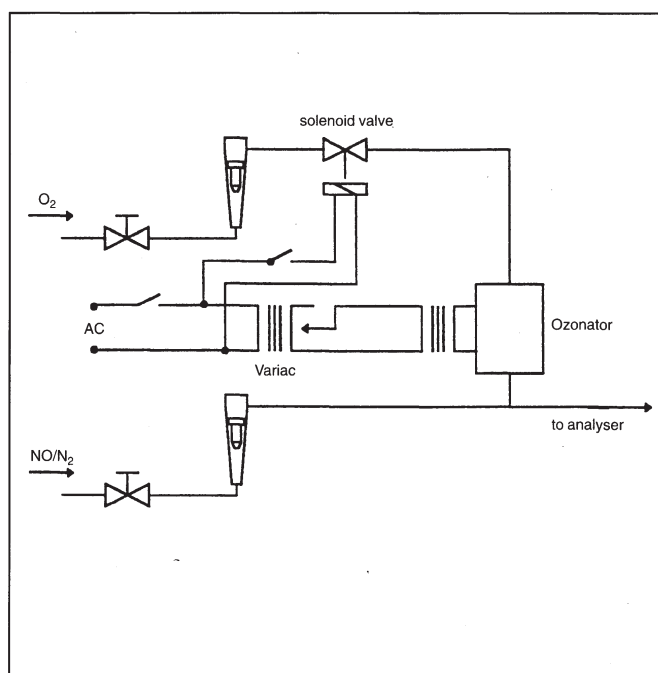 solenoid valve
O₂
AC
Ozonator
Variac
to analyser
NO/N₂